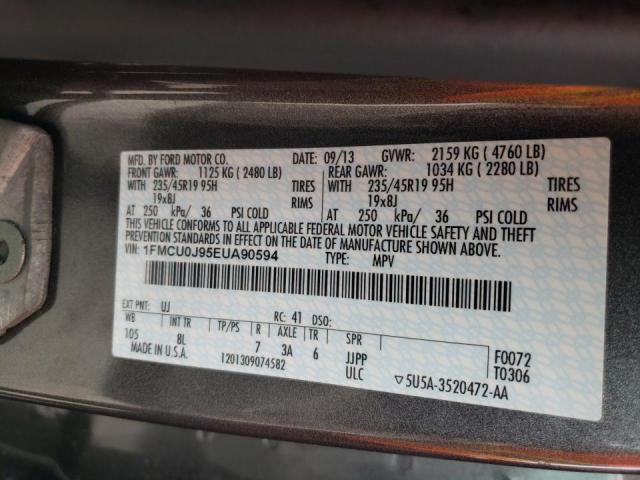 MFD. BY FORD MOTOR CO. DATE: 09/13 GVWR: 2159 KG ( 4760 LB)
FRONT GAWR: 1125 KG ( 2480 LB) REAR GAWR: 1034 KG ( 2280 LB)
WITH 235/45R19 95H TIRES WITH 235/45R19 95H TIRES
19x8J RIMS 19x8J RIMS
AT 250 kPa/ 36 PSI COLD AT 250 kPa/ 36 PSI COLD
THIS VEHICLE CONFORMS TO ALL APPLICABLE FEDERAL MOTOR VEHICLE SAFETY AND THEFT
PREVENTION STANDARDS IN EFFECT ON THE DATE OF MANUFACTURE SHOWN ABOVE.
VIN: 1FMCU0J95EUA90594 TYPE: MPV
EXT PNT: UJ RC: 41 DSO:
WB INT TR TP/PS R AXLE TR SPR
105 8L 7 3A 6 JJPP F0072
MADE IN U.S.A. 1201309074582 ULC T0306
▽5U5A-3520472-AA